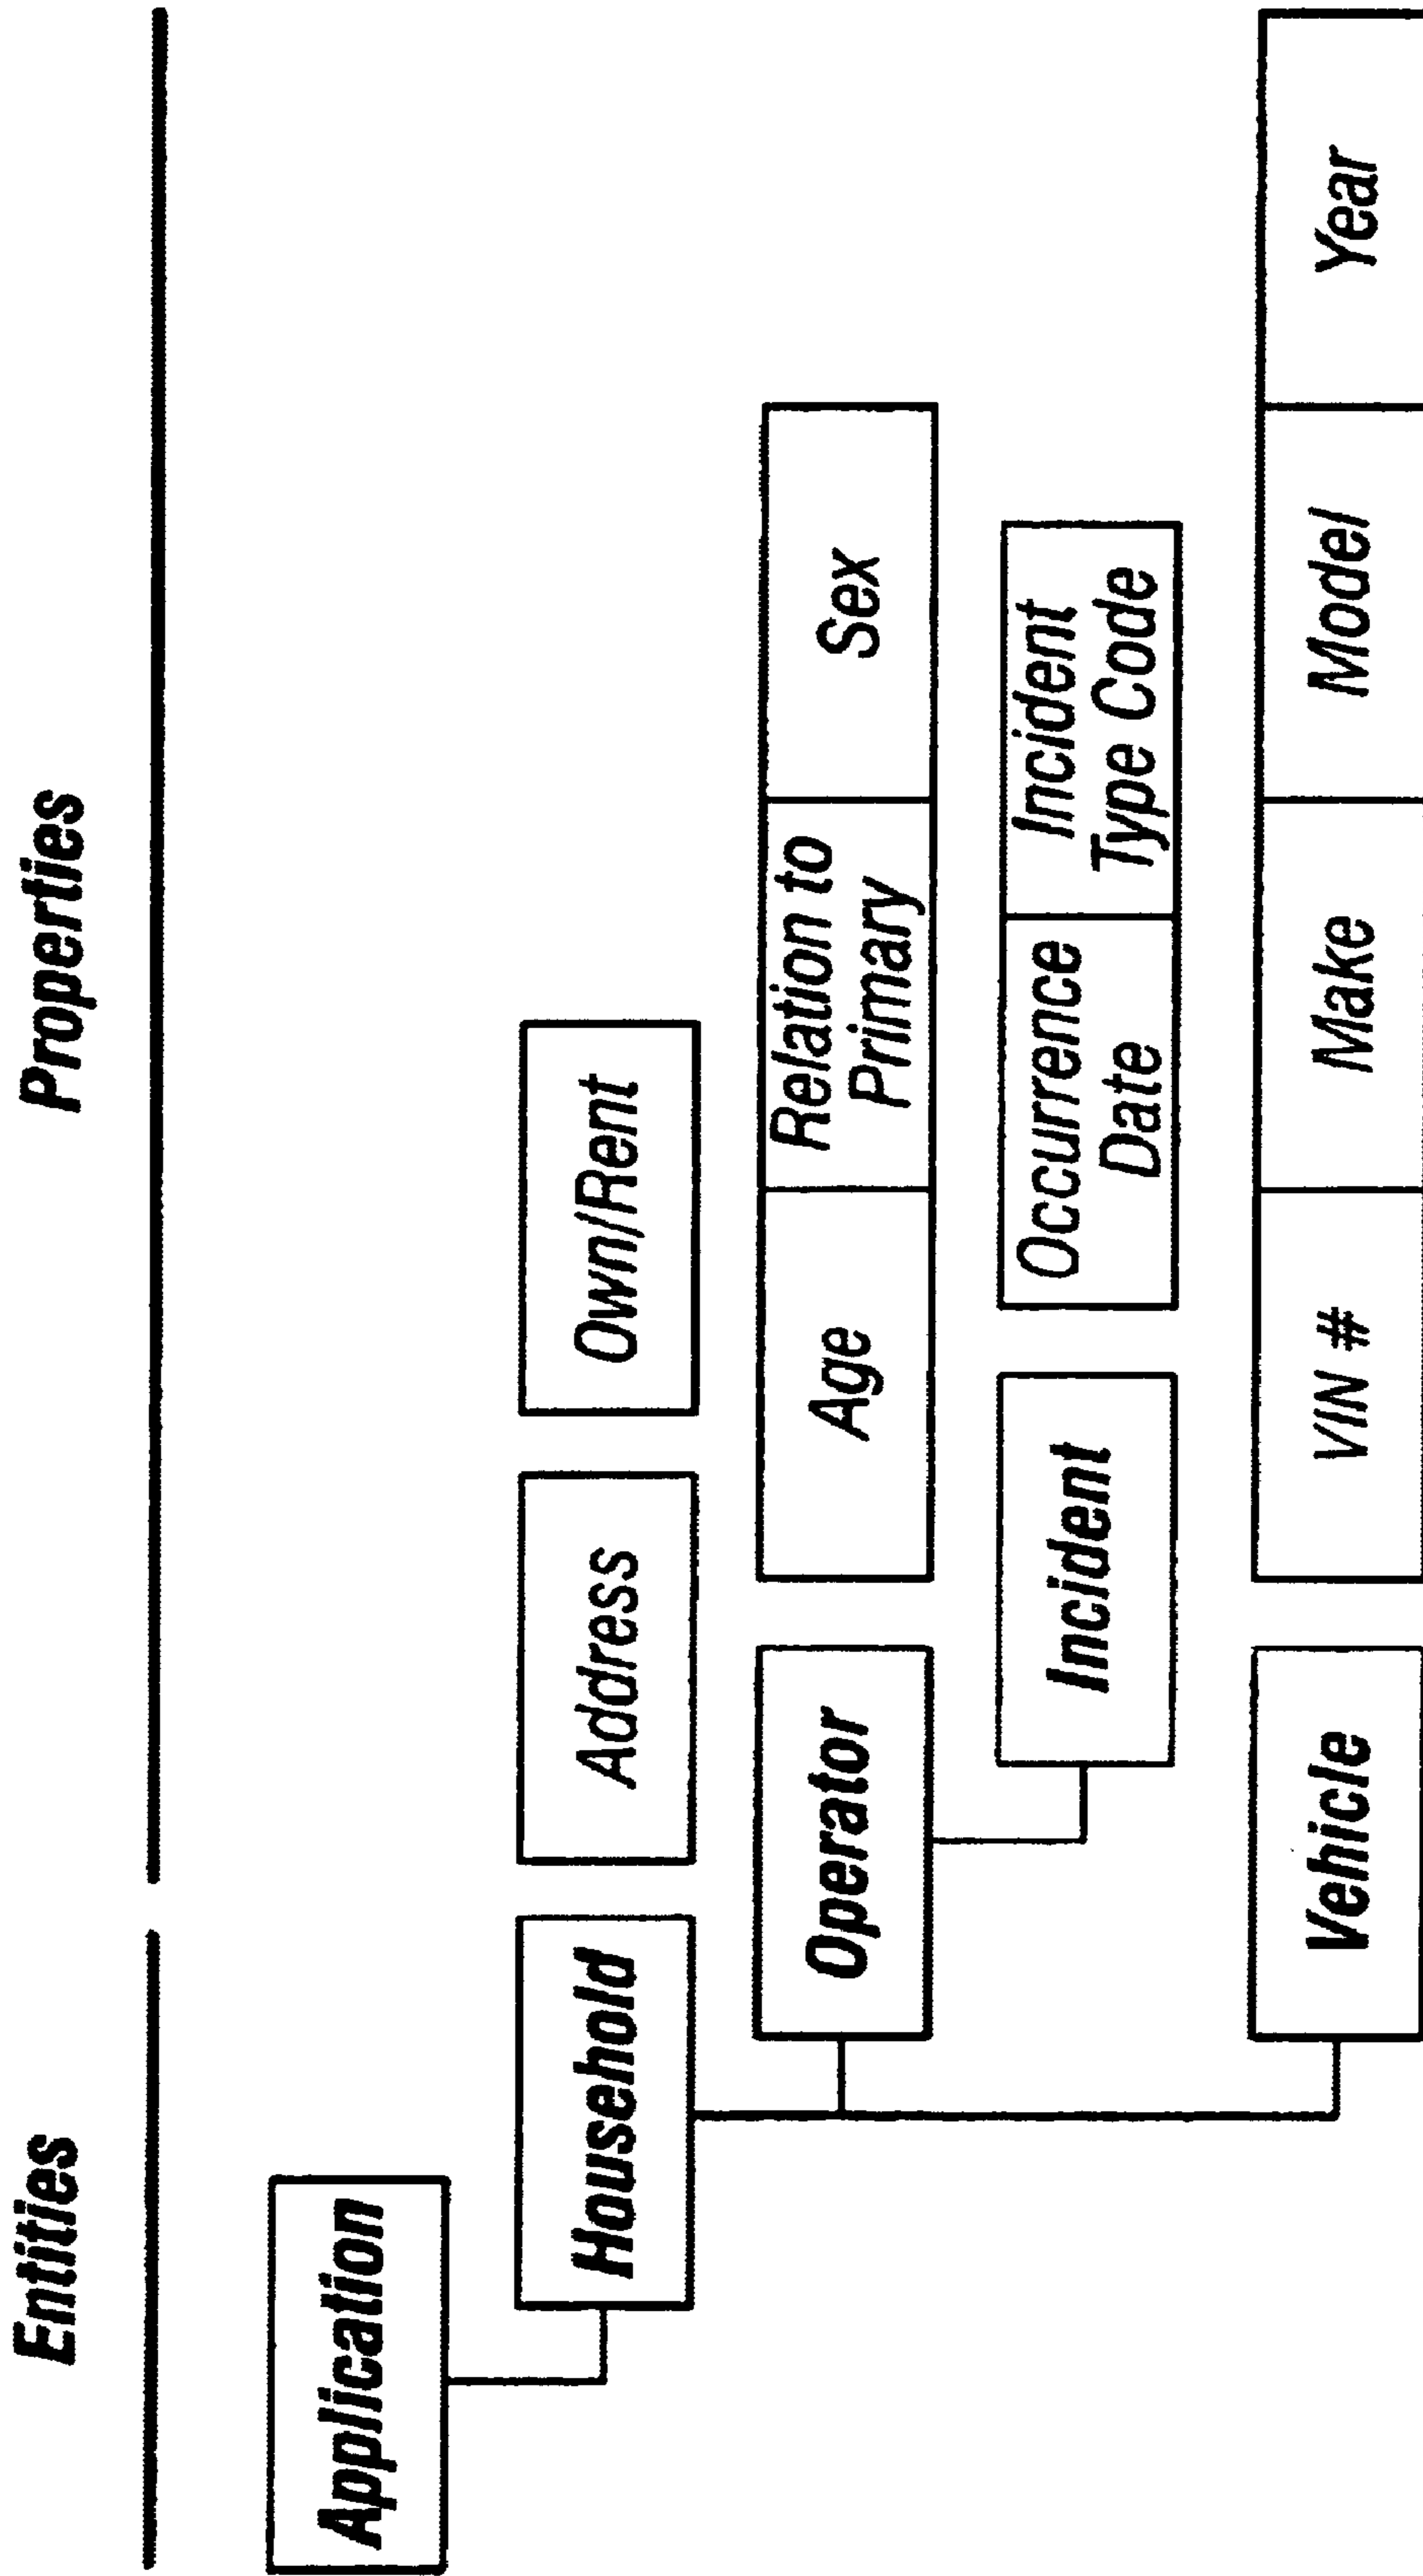 Entities
Properties
Application
Household
Address
Own/Rent
Operator
Age
Relation to
Primary
Sex
Incident
Occurrence
Date
Incident
Type Code
Vehicle
VIN #
Make
Model
Year